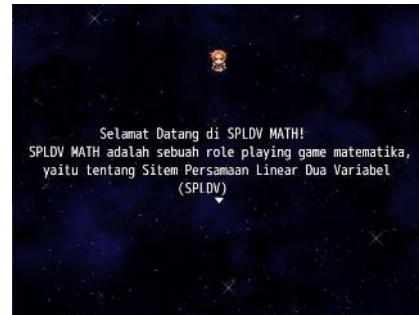 Selamat Datang di SPLDV MATH!
SPLDV MATH adalah sebuah role playing game matematika,
yaitu tentang Sitem Persamaan Linear Dua Variabel
(SPLDV)